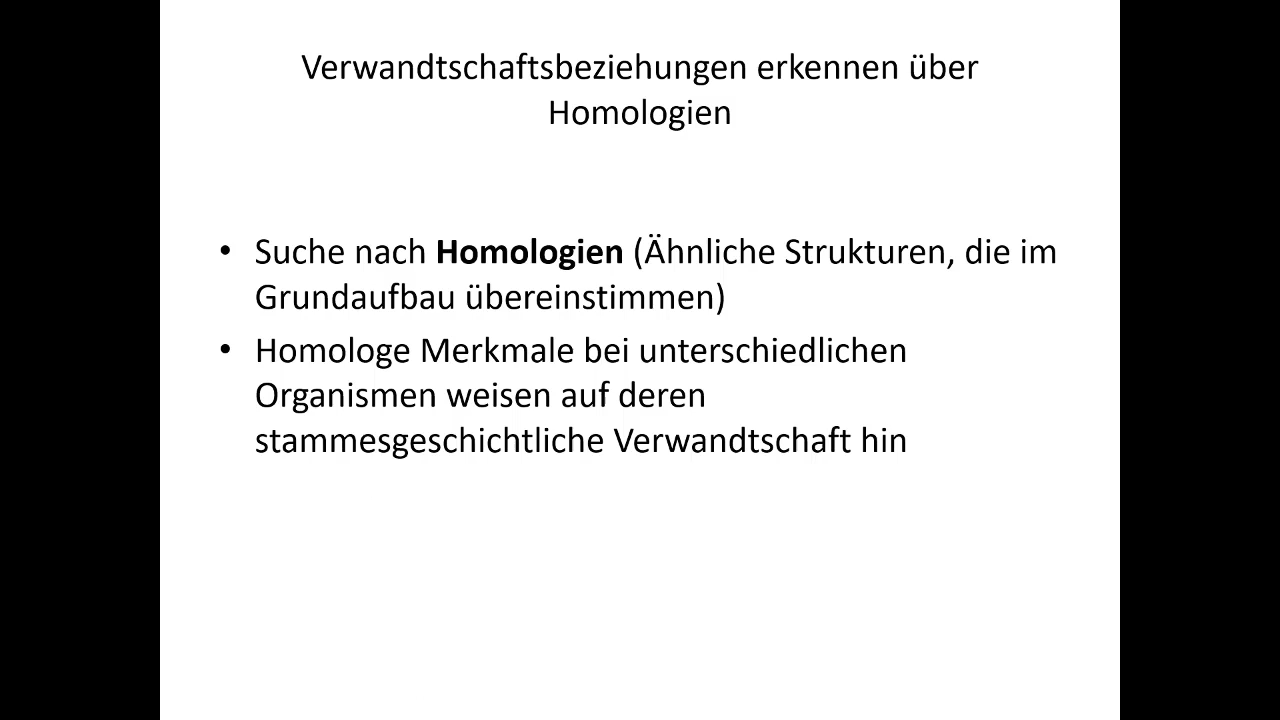 Verwandtschaftsbeziehungen erkennen über
Homologien
• Suche nach Homologien (Ähnliche Strukturen, die im
Grundaufbau übereinstimmen)
• Homologe Merkmale bei unterschiedlichen
Organismen weisen auf deren
stammesgeschichtliche Verwandtschaft hin